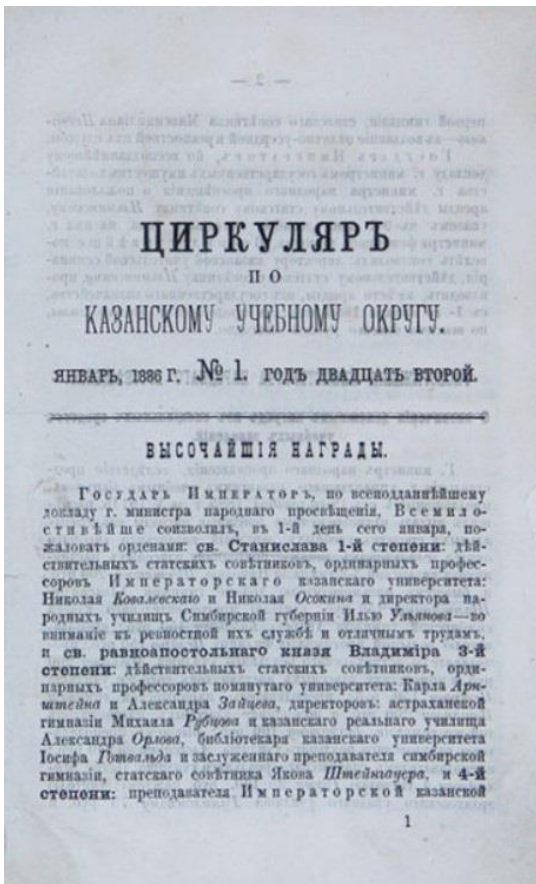 ЦИРКУЛЯРЪ
ПО
КАЗАНСКОМУ УЧЕБНОМУ ОКРУГУ.
ЯНВАРЬ, 1886 Г. № 1. ГОДЪ ДВАДЦАТЬ ВТОРОЙ.
ВЫСОЧАЙШІЯ НАГРАДЫ.
Государь Императоръ, по всеподданнѣйшему
докладу г. министра народнаго просвѣщенія, Всемило-
стивѣйше соизволилъ, въ 1-й день сего января, по-
жаловать орденами: св. Станислава 1-й степени: дѣй-
ствительныхъ статскихъ совѣтниковъ, ординарныхъ профес-
соровъ Императорскаго казанскаго университета:
Николая Ковалевскаго и Николая Осокина и директора на-
родныхъ училищъ Симбирской губерніи Илью Ульянова—во
вниманіе къ ревностной ихъ службѣ и отличнымъ трудамъ,
и св. равноапостольнаго князя Владиміра 3-й
степени: дѣйствительныхъ статскихъ совѣтниковъ, орди-
нарныхъ профессоровъ помянутаго университета: Карла Арн-
штейна и Александра Зайцева, директоровъ: астраханской
гимназіи Михаила Рубцова и казанскаго реальнаго училища
Александра Орлова, библіотекаря казанскаго университета
Іосифа Готвальда и заслуженнаго преподавателя симбирской
гимназіи, статскаго совѣтника Якова Штейнгауера, и 4-й
степени: преподавателя Императорской казанской
1